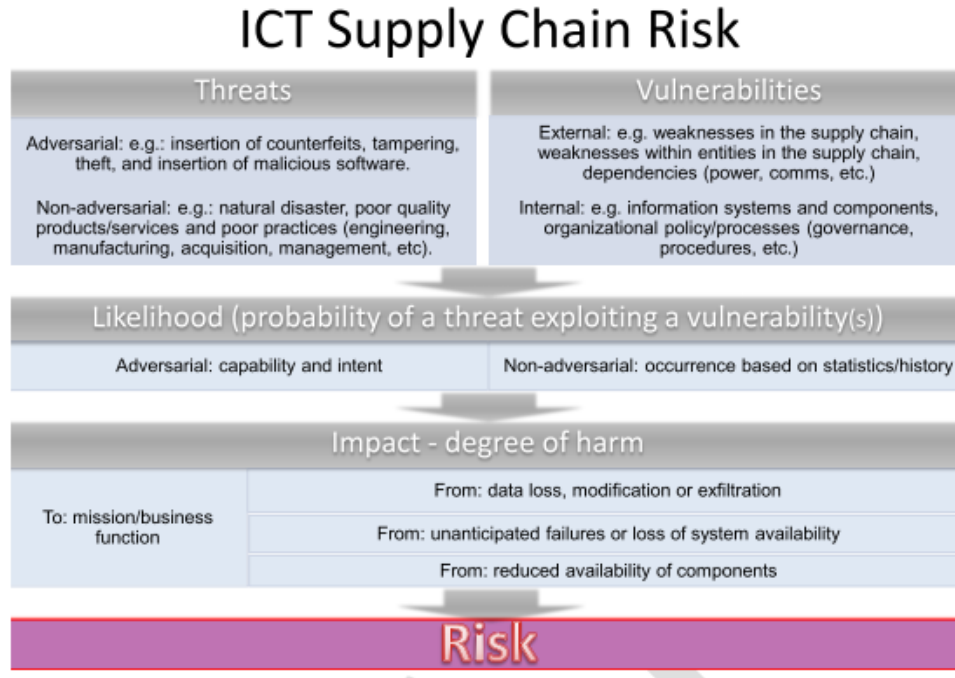 ICT Supply Chain Risk
Threats
Adversarial: e.g.: insertion of counterfeits, tampering,
theft, and insertion of malicious software.
Non-adversarial: e.g.: natural disaster, poor quality
products/services and poor practices (engineering,
manufacturing, acquisition, management, etc).
Vulnerabilities
External: e.g. weaknesses in the supply chain,
weaknesses within entities in the supply chain,
dependencies (power, comms, etc.)
Internal: e.g. information systems and components,
organizational policy/processes (governance,
procedures, etc.)
Likelihood (probability of a threat exploiting a vulnerability(s))
Adversarial: capability and intent
Non-adversarial: occurrence based on statistics/history
Impact - degree of harm
To: mission/business
function
From: data loss, modification or exfiltration
From: unanticipated failures or loss of system availability
From: reduced availability of components
Risk